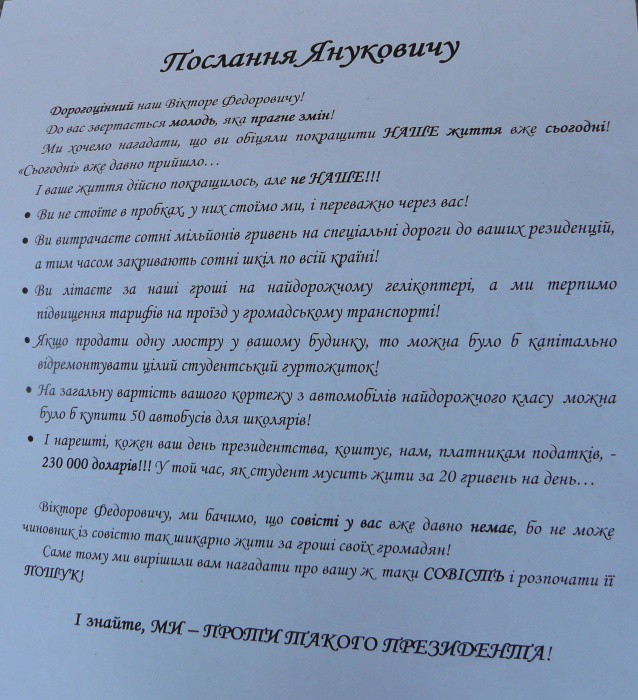 Послання Януковичу
Дорогоцінний наш Вікторе Федоровичу!
До вас звертається молодь, яка прагне змін!
Ми хочемо нагадати, що ви обіцяли покращити НАШЕ життя вже сьогодні!
«Сьогодні» вже давно прийшло...
І ваше життя дійсно покращилось, але не НАШЕ!!!
• Ви не стоїте в пробках, у них стоїмо ми, і переважно через вас!
• Ви витрачаєте сотні мільйонів гривень на спеціальні дороги до ваших резиденцій,
а тим часом закривають сотні шкіл по всій країні!
• Ви літаєте за наші гроші на найдорожчому гелікоптері, а ми терпимо
підвищення тарифів на проїзд у громадському транспорті!
• Якщо продати одну люстру у вашому будинку, то можна було б капітально
відремонтувати цілий студентський гуртожиток!
• На загальну вартість вашого кортежу з автомобілів найдорожчого класу можна
було б купити 50 автобусів для школярів!
• І нарешті, кожен ваш день президентства, коштує, нам, платникам податків, -
230 000 доларів!!! У той час, як студент мусить жити за 20 гривень на день...
Вікторе Федоровичу, ми бачимо, що совісті у вас вже давно немає, бо не може
чиновник із совістю так шикарно жити за гроші своїх громадян!
Саме тому ми вирішили вам нагадати про вашу ж таки СОВІСТЬ і розпочати її
ПОШУК!
І знайте, МИ – ПРОТИ ТАКОГО ПРЕЗИДЕНТА!